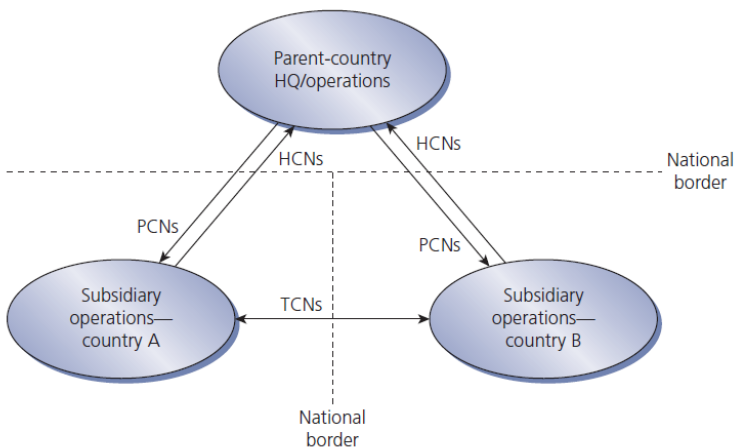 Parent-country
HQ/operations
HCNs
HCNs
National
border
PCNs
PCNs
Subsidiary
operations—
country A
TCNs
Subsidiary
operations—
country B
National
border